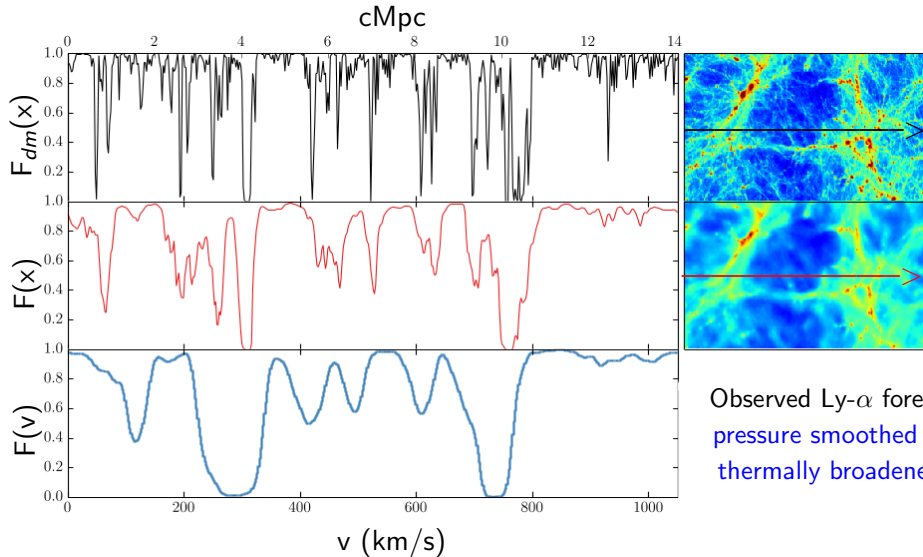 cMpc
0 2 4 6 8 10 12 14
1.0
0.8
0.6
0.4
0.2
F_dm(x)
1.0
0.8
0.6
0.4
0.2
F(x)
1.0
0.8
0.6
0.4
0.2
0.0
F(v)
0 200 400 600 800 1000
v (km/s)
Observed Ly-α fore
pressure smoothed
thermally broadene